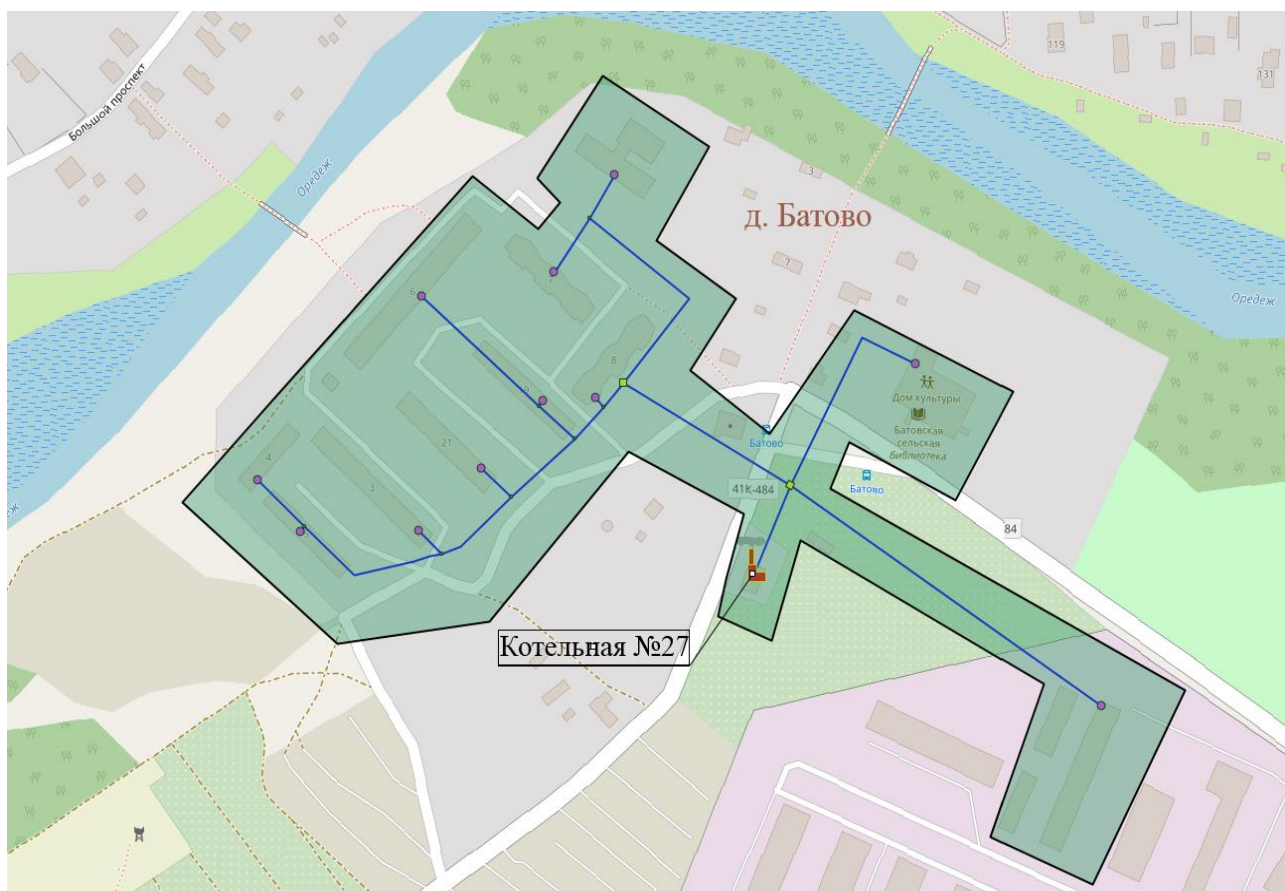 Большой проспект
119
131
Оредеж
3
д. Батово
7
Оредеж
6
7
8
9
Дом культуры
Батовская
сельская
библиотека
Батово
21
4
3
41К-484
Батово
84
Котельная №27